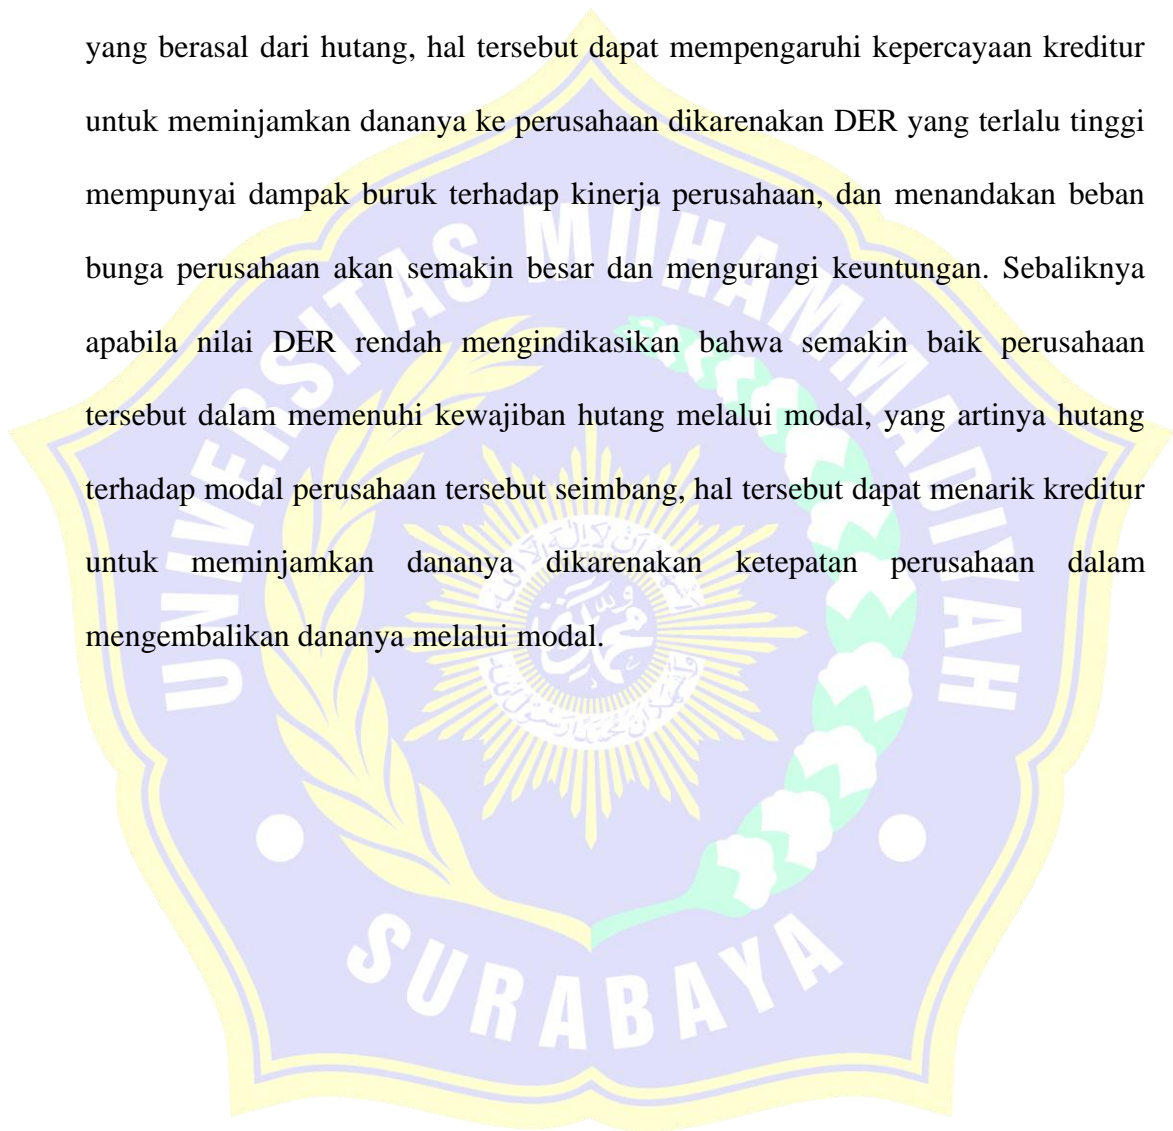 yang berasal dari hutang, hal tersebut dapat mempengaruhi kepercayaan kreditur
untuk meminjamkan dananya ke perusahaan dikarenakan DER yang terlalu tinggi
mempunyai dampak buruk terhadap kinerja perusahaan, dan menandakan beban
bunga perusahaan akan semakin besar dan mengurangi keuntungan. Sebaliknya
apabila nilai DER rendah mengindikasikan bahwa semakin baik perusahaan
tersebut dalam memenuhi kewajiban hutang melalui modal, yang artinya hutang
terhadap modal perusahaan tersebut seimbang, hal tersebut dapat menarik kreditur
untuk meminjamkan dananya dikarenakan ketepatan perusahaan dalam
mengembalikan dananya melalui modal.
UNIVERSITAS MUHAMMADIYAH
SURABAYA